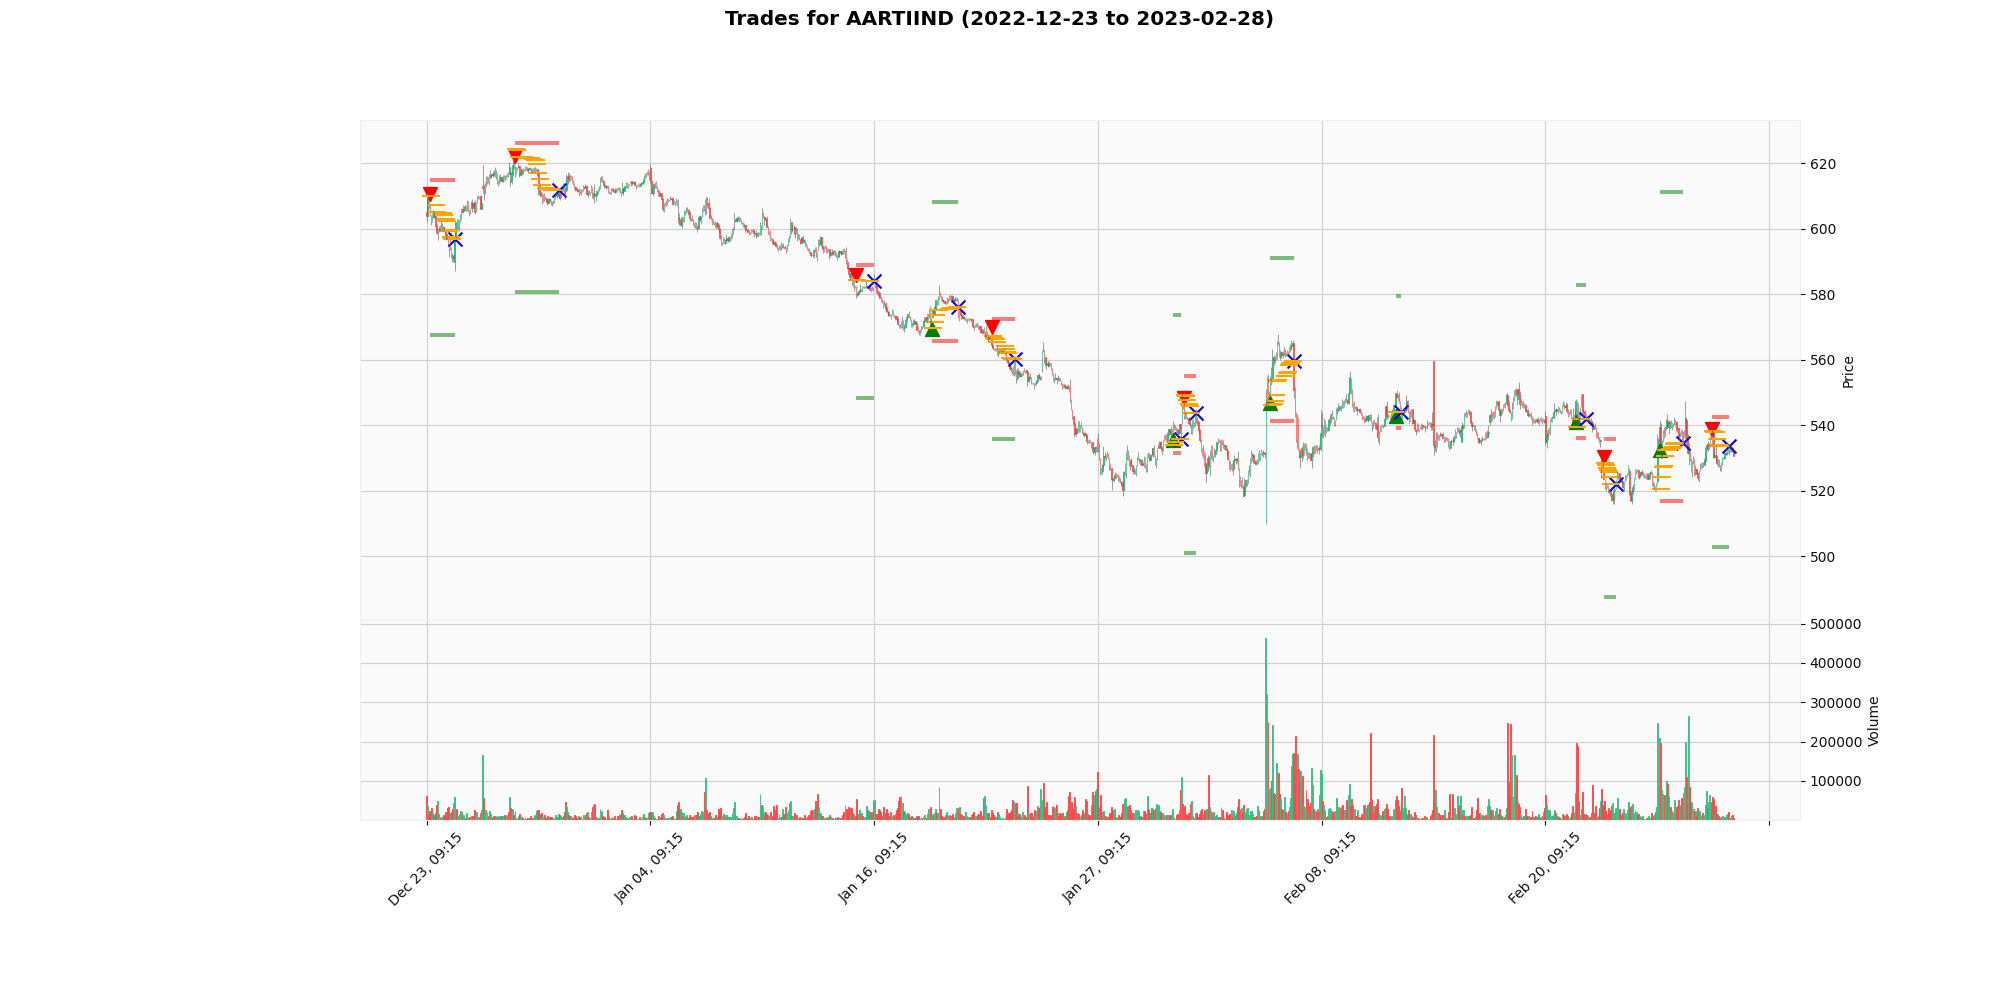 Trades for AARTIIND (2022-12-23 to 2023-02-28)
620
600
580
560
540
520
500
Price
500000
400000
300000
200000
100000
Volume
Dec 23, 09:15
Jan 04, 09:15
Jan 16, 09:15
Jan 27, 09:15
Feb 08, 09:15
Feb 20, 09:15